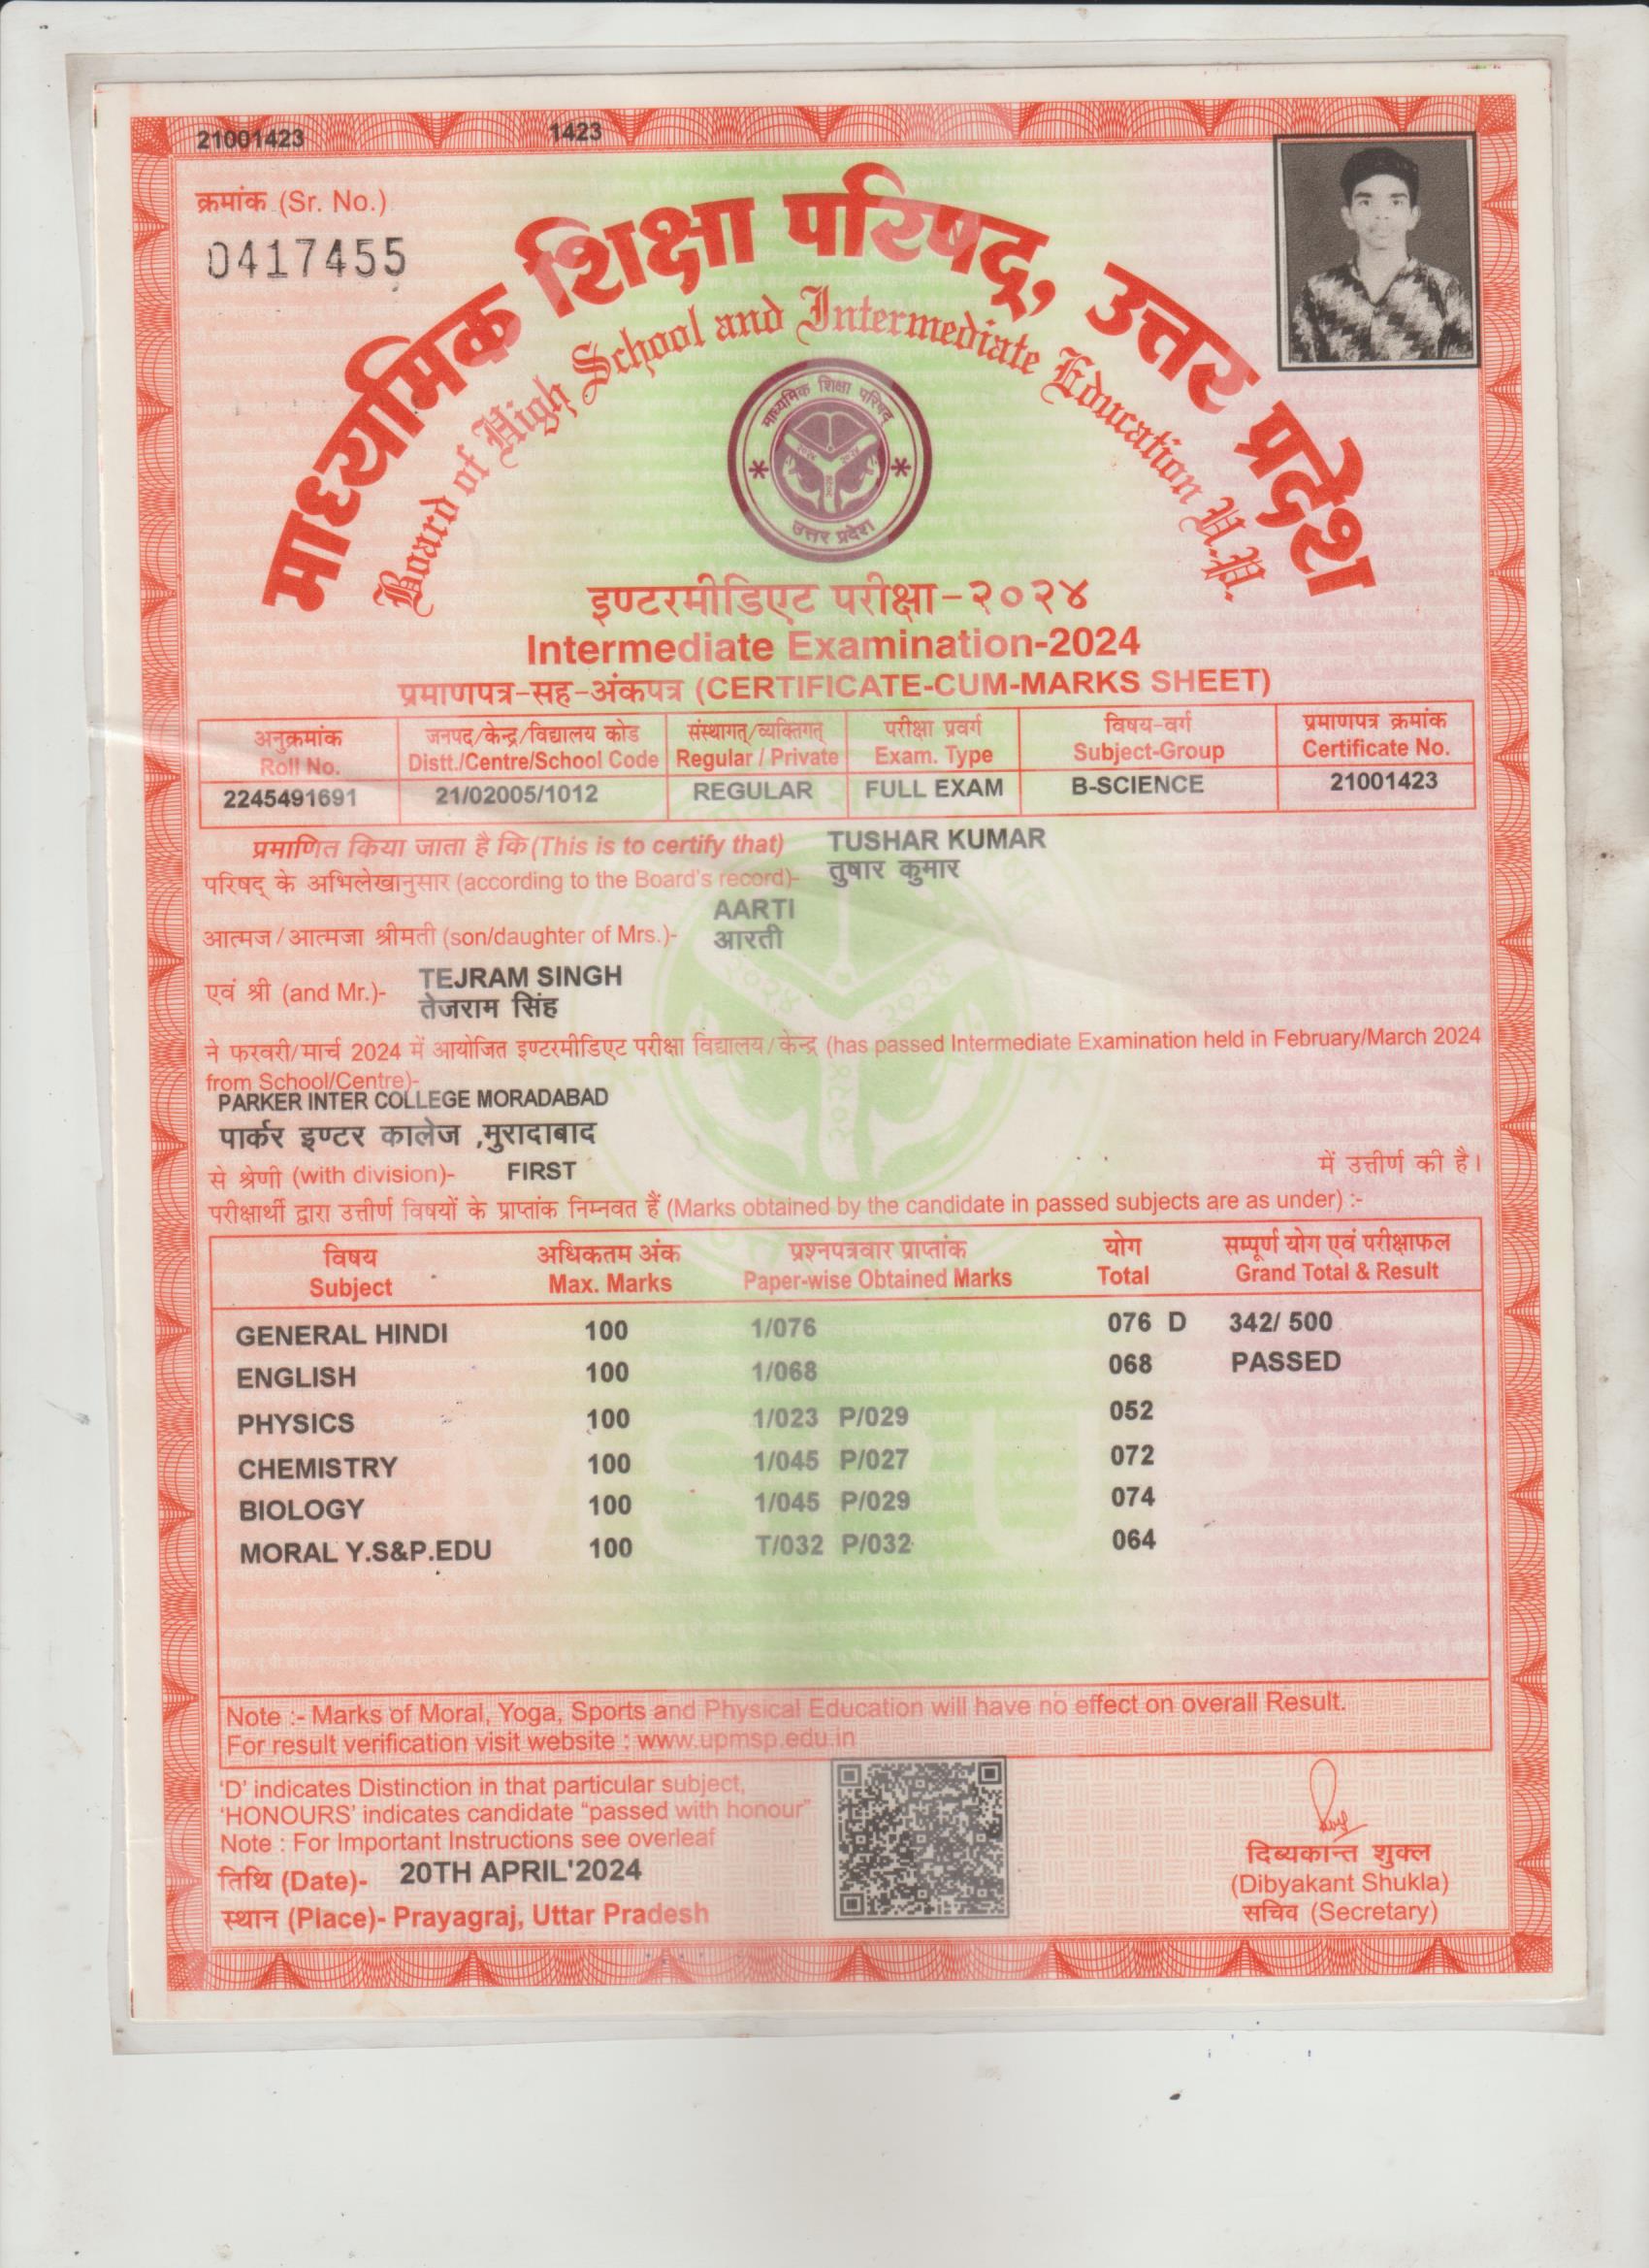 21001423 1423
क्रमांक (Sr. No.)
0417455
माध्यमिक शिक्षा परिषद्, उत्तर प्रदेश
Board of High School and Intermediate Education U.P.
माध्यमिक शिक्षा परिषद्
उत्तर प्रदेश
इण्टरमीडिएट परीक्षा-२०२४
Intermediate Examination-2024
प्रमाणपत्र-सह-अंकपत्र (CERTIFICATE-CUM-MARKS SHEET)
अनुक्रमांक जनपद/केन्द्र/विद्यालय कोड संस्थागत्/व्यक्तिगत् परीक्षा प्रवर्ग विषय-वर्ग प्रमाणपत्र क्रमांक
Roll No. Distt./Centre/School Code Regular / Private Exam. Type Subject-Group Certificate No.
2245491691 21/02005/1012 REGULAR FULL EXAM B-SCIENCE 21001423
प्रमाणित किया जाता है कि (This is to certify that) TUSHAR KUMAR
परिषद् के अभिलेखानुसार (according to the Board's record)- तुषार कुमार
AARTI
आत्मज/आत्मजा श्रीमती (son/daughter of Mrs.)- आरती
एवं श्री (and Mr.)- TEJRAM SINGH
तेजराम सिंह
ने फरवरी/मार्च 2024 में आयोजित इण्टरमीडिएट परीक्षा विद्यालय/केन्द्र (has passed Intermediate Examination held in February/March 2024
from School/Centre)-
PARKER INTER COLLEGE MORADABAD
पार्कर इण्टर कालेज ,मुरादाबाद
से श्रेणी (with division)- FIRST में उत्तीर्ण की है।
परीक्षार्थी द्वारा उत्तीर्ण विषयों के प्राप्तांक निम्नवत हैं (Marks obtained by the candidate in passed subjects are as under) :-
विषय अधिकतम अंक प्रश्नपत्रवार प्राप्तांक योग सम्पूर्ण योग एवं परीक्षाफल
Subject Max. Marks Paper-wise Obtained Marks Total Grand Total & Result
GENERAL HINDI 100 1/076 076 D 342/ 500
ENGLISH 100 1/068 068 PASSED
PHYSICS 100 1/023 P/029 052
CHEMISTRY 100 1/045 P/027 072
BIOLOGY 100 1/045 P/029 074
MORAL Y.S&P.EDU 100 T/032 P/032 064
Note :- Marks of Moral, Yoga, Sports and Physical Education will have no effect on overall Result.
For result verification visit website : www.upmsp.edu.in
'D' indicates Distinction in that particular subject,
'HONOURS' indicates candidate "passed with honour"
Note : For Important Instructions see overleaf
तिथि (Date)- 20TH APRIL'2024
स्थान (Place)- Prayagraj, Uttar Pradesh
दिब्यकान्त शुक्ल
(Dibyakant Shukla)
सचिव (Secretary)